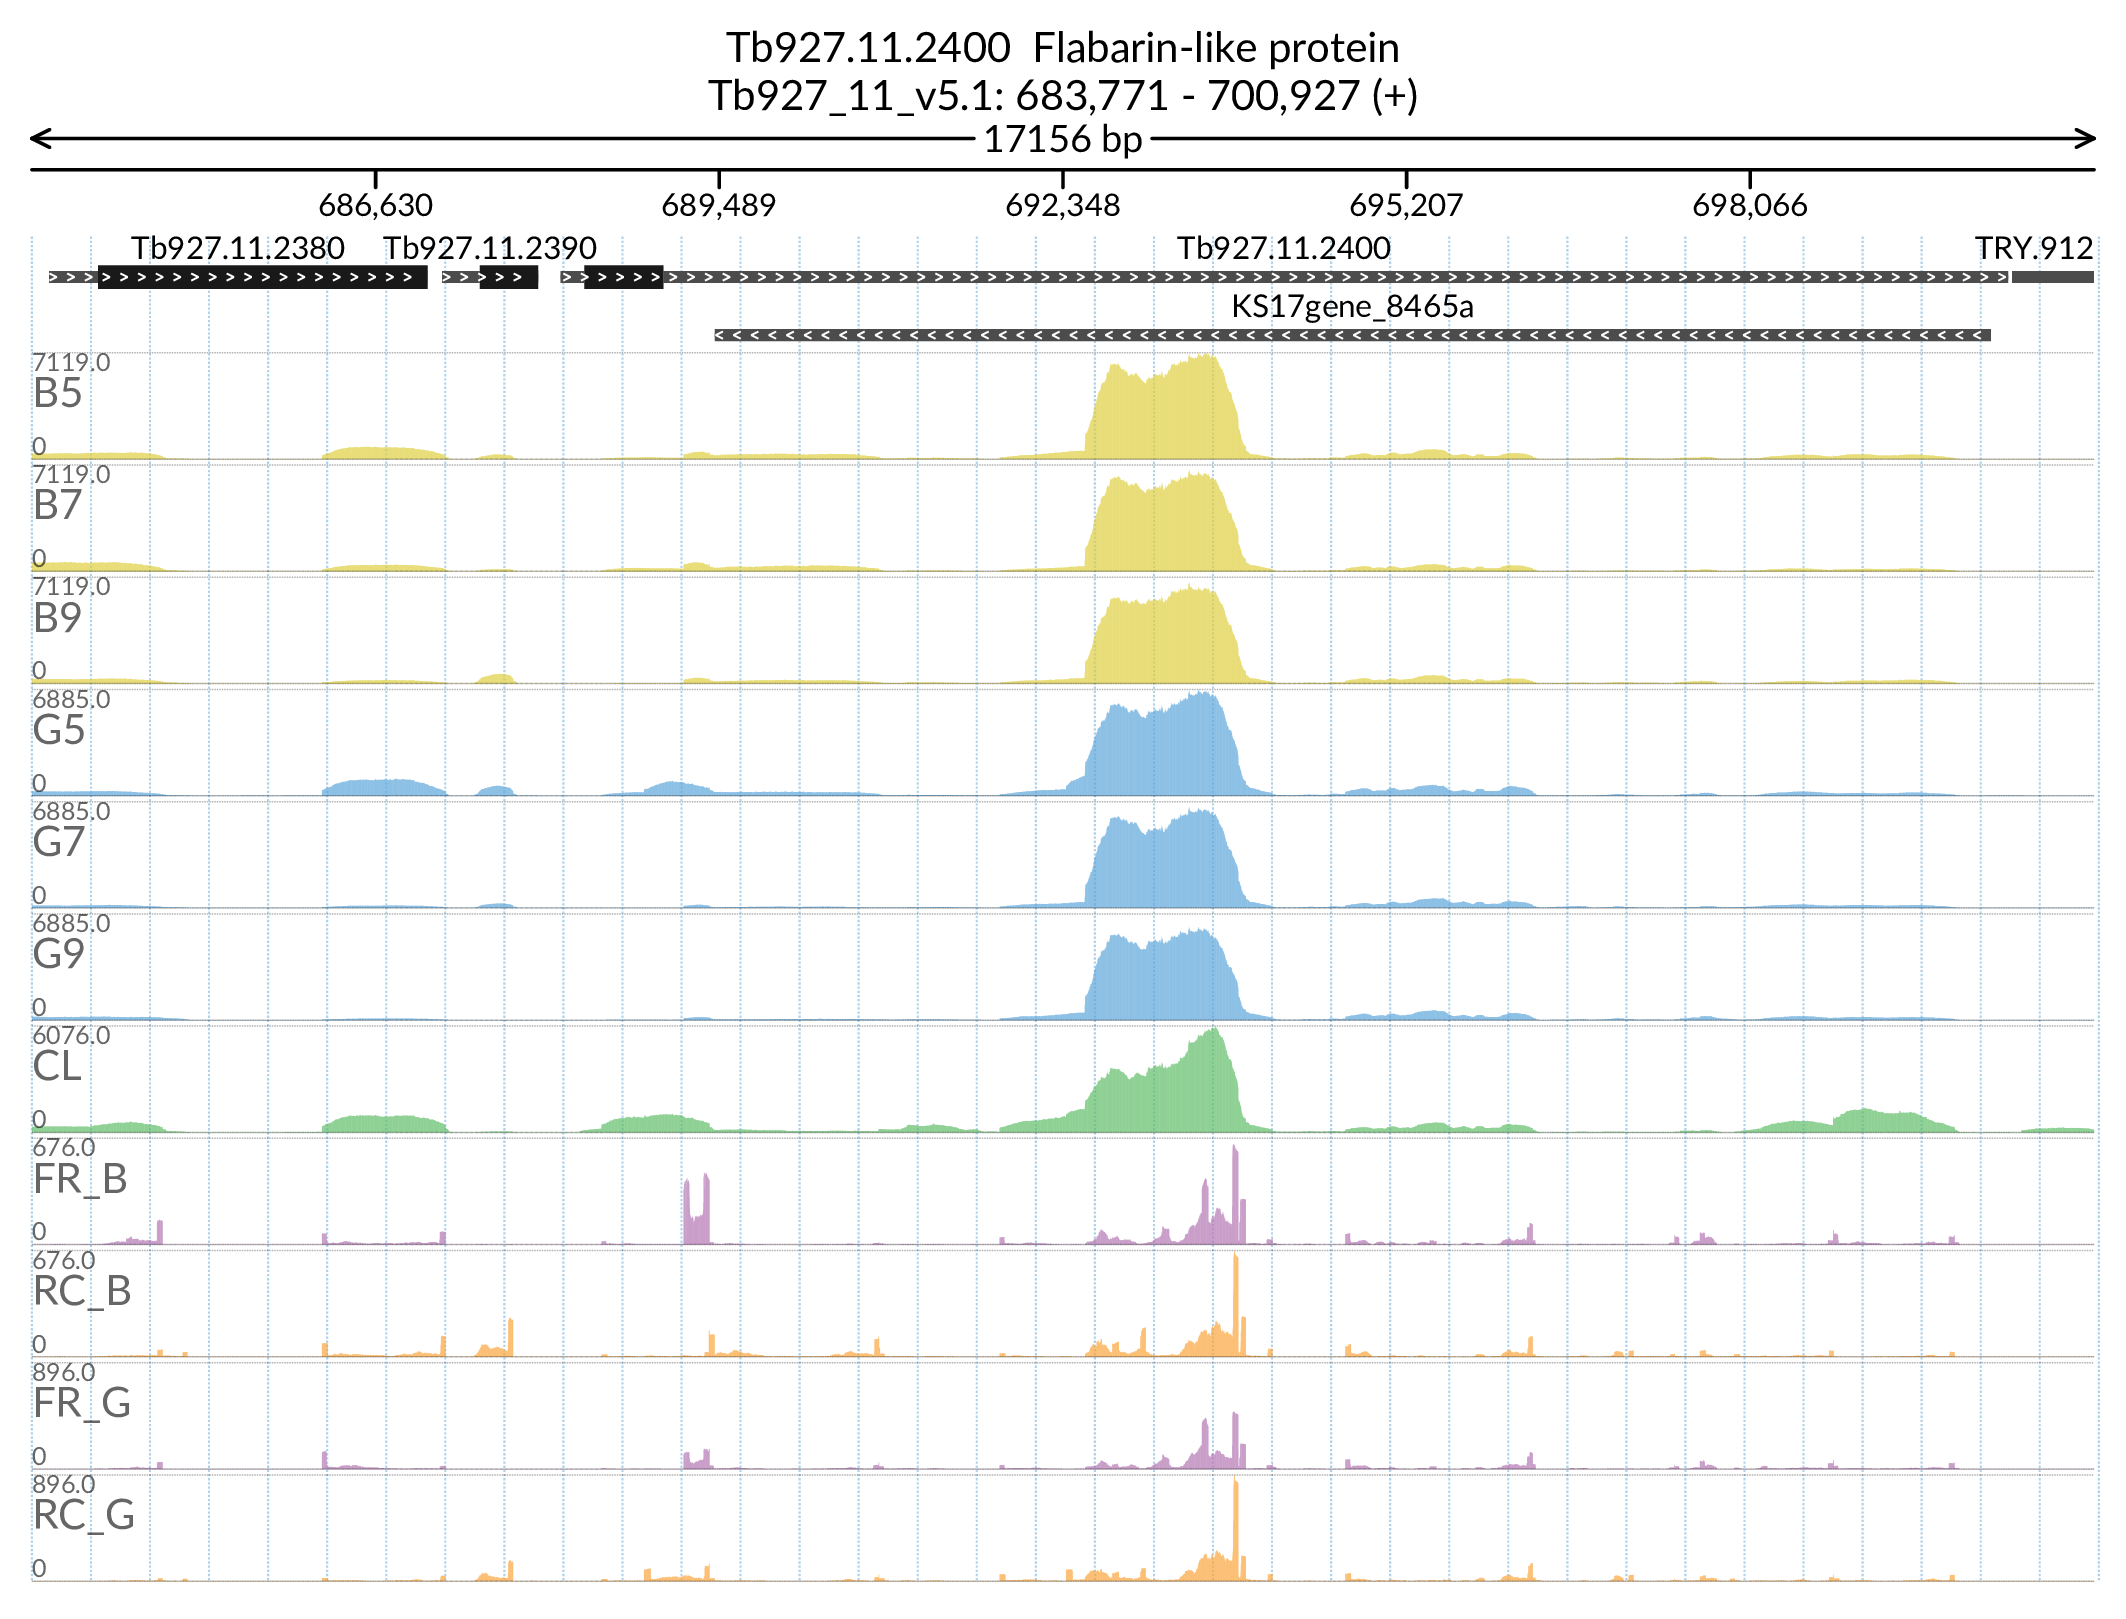 Tb927.11.2400 Flabarin-like protein
Tb927_11_v5.1: 683,771 - 700,927 (+)
17156 bp
686,630 689,489 692,348 695,207 698,066
Tb927.11.2380 Tb927.11.2390 Tb927.11.2400 TRY.912
KS17gene_8465a
7119.0
B5
0
7119.0
B7
0
7119.0
B9
0
6885.0
G5
0
6885.0
G7
0
6885.0
G9
0
6076.0
CL
0
676.0
FR_B
0
676.0
RC_B
0
896.0
FR_G
0
896.0
RC_G
0